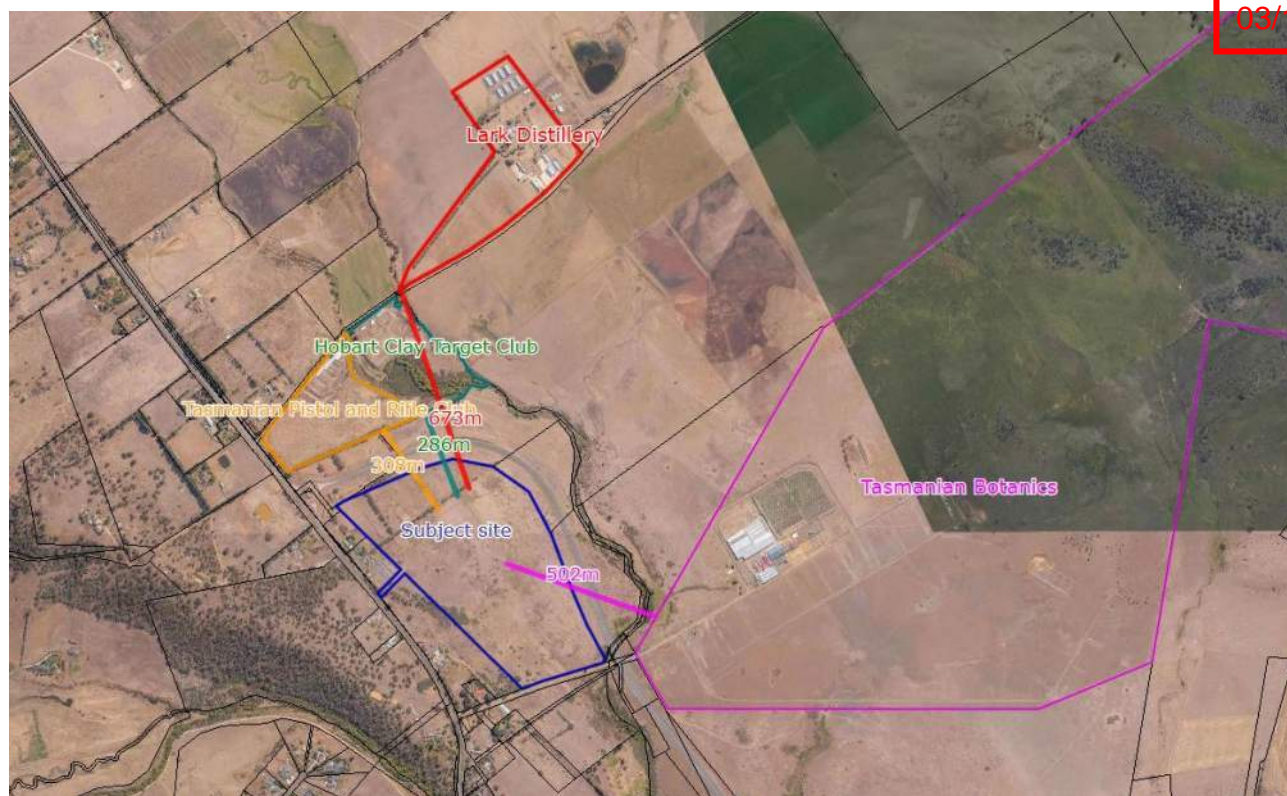 03/
Lark Distillery
Hobart Clay Target Club
Tasmanian Pistol and Rifle Club
673m
286m
308m
Tasmanian Botanics
Subject site
502m